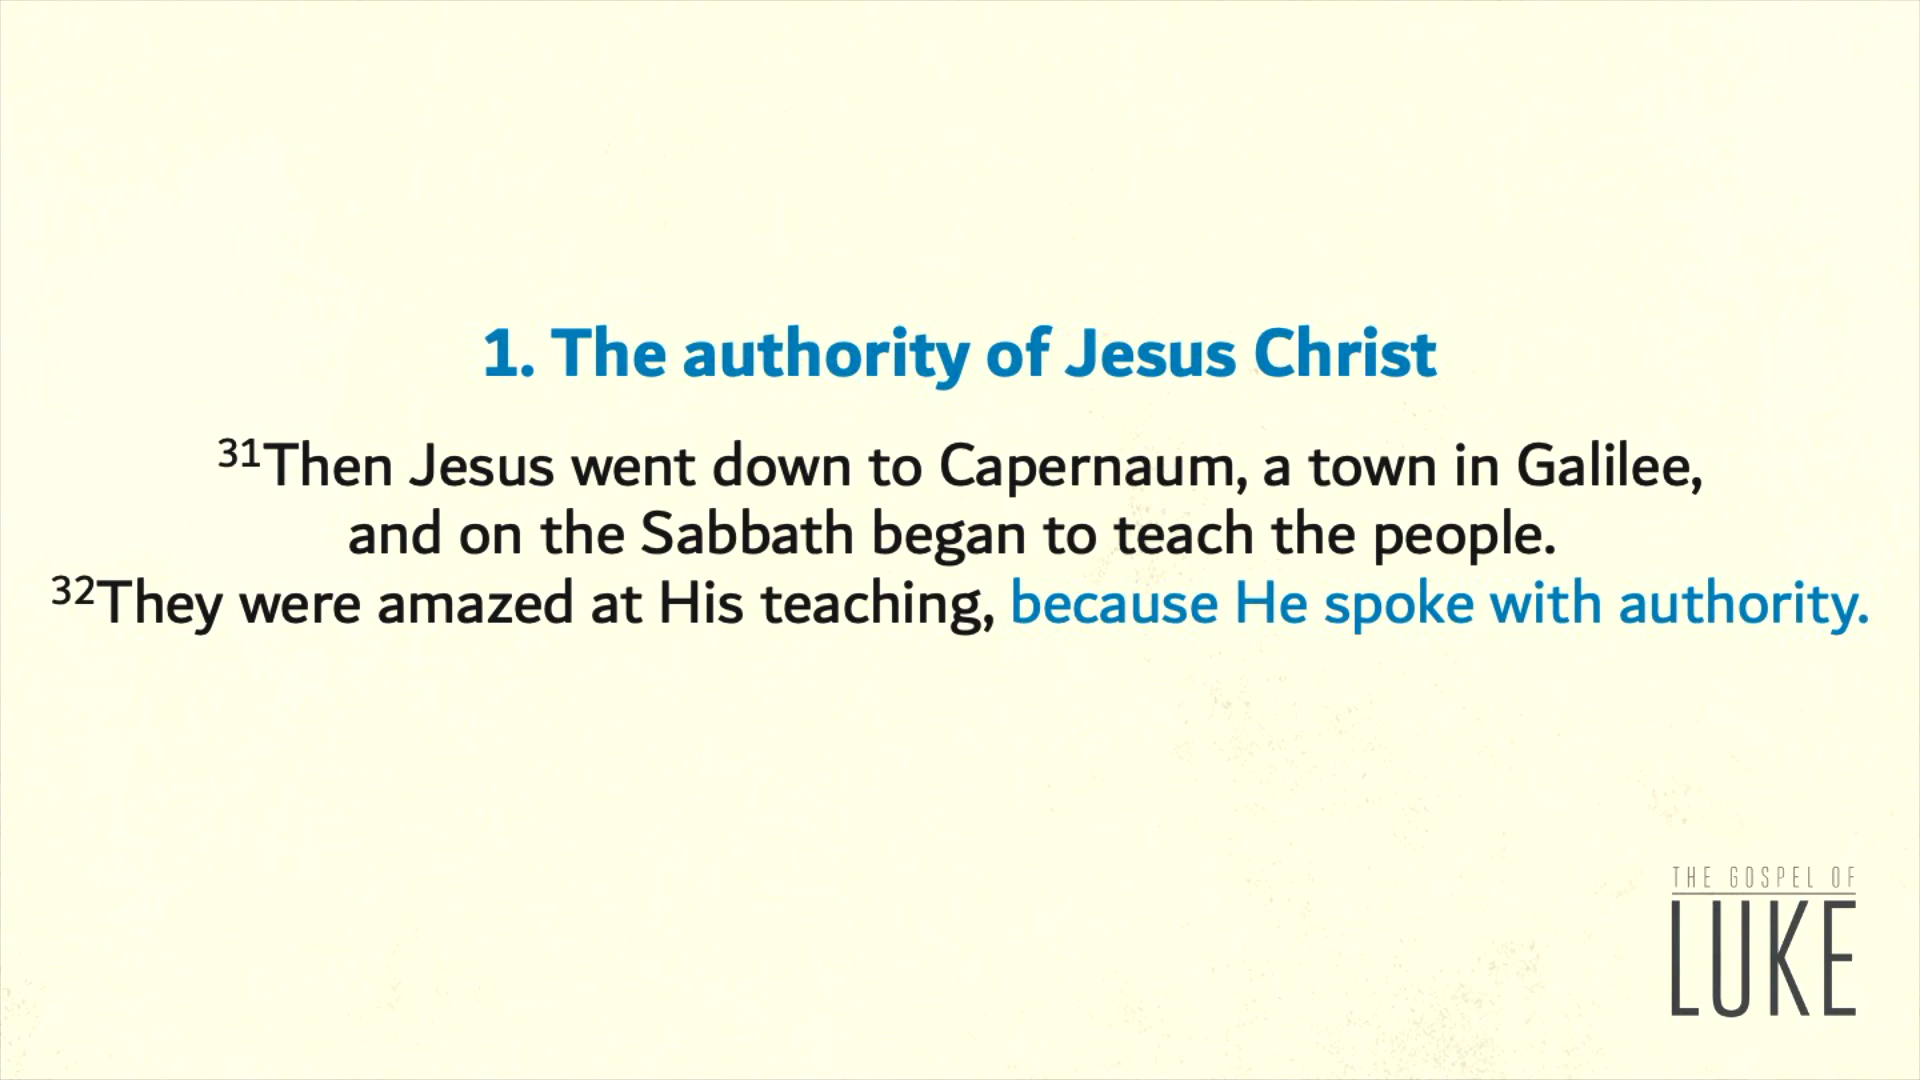 1. The authority of Jesus Christ
31Then Jesus went down to Capernaum, a town in Galilee,
and on the Sabbath began to teach the people.
32They were amazed at His teaching, because He spoke with authority.
THE GOSPEL OF
LUKE